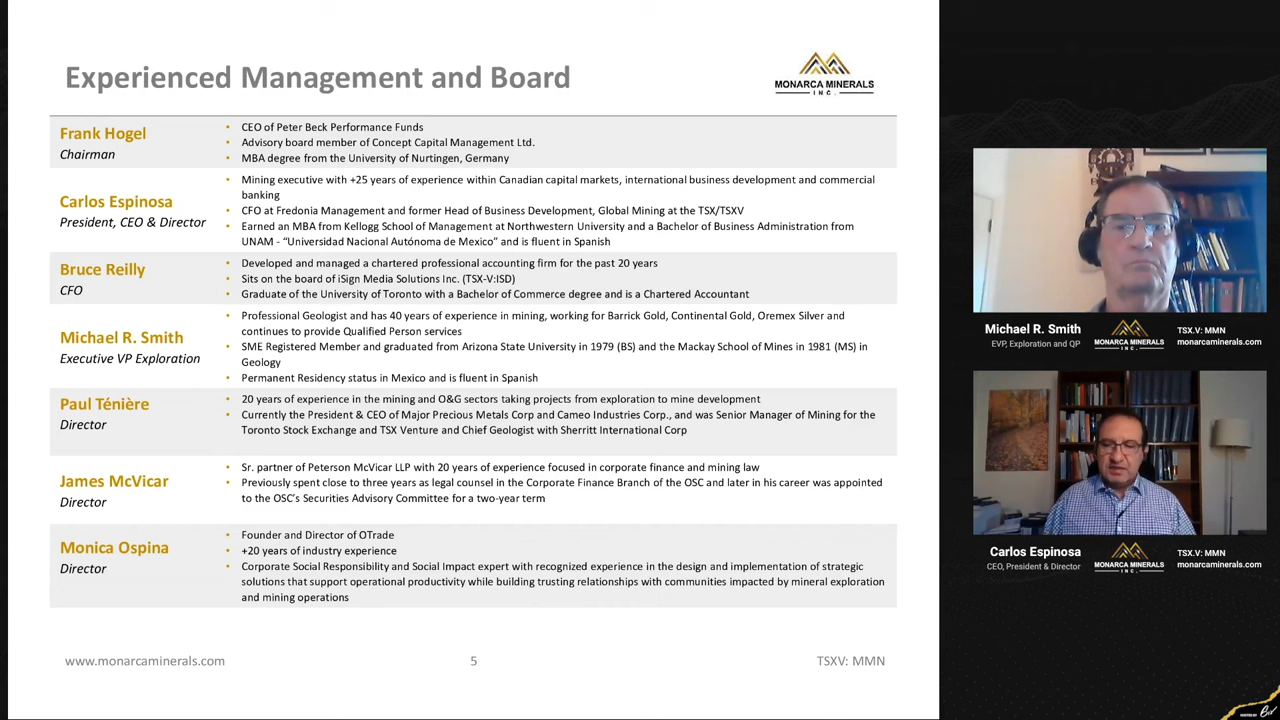 Experienced Management and Board
MONARCA MINERALS
INC.
Frank Hogel
Chairman
• CEO of Peter Beck Performance Funds
• Advisory board member of Concept Capital Management Ltd.
• MBA degree from the University of Nurtingen, Germany
Carlos Espinosa
President, CEO & Director
• Mining executive with +25 years of experience within Canadian capital markets, international business development and commercial
banking
• CFO at Fredonia Management and former Head of Business Development, Global Mining at the TSX/TSXV
• Earned an MBA from Kellogg School of Management at Northwestern University and a Bachelor of Business Administration from
UNAM - “Universidad Nacional Autónoma de Mexico” and is fluent in Spanish
Bruce Reilly
CFO
• Developed and managed a chartered professional accounting firm for the past 20 years
• Sits on the board of iSign Media Solutions Inc. (TSX-V:ISD)
• Graduate of the University of Toronto with a Bachelor of Commerce degree and is a Chartered Accountant
Michael R. Smith
Executive VP Exploration
• Professional Geologist and has 40 years of experience in mining, working for Barrick Gold, Continental Gold, Oremex Silver and
continues to provide Qualified Person services
• SME Registered Member and graduated from Arizona State University in 1979 (BS) and the Mackay School of Mines in 1981 (MS) in
Geology
• Permanent Residency status in Mexico and is fluent in Spanish
Paul Ténière
Director
• 20 years of experience in the mining and O&G sectors taking projects from exploration to mine development
• Currently the President & CEO of Major Precious Metals Corp and Cameo Industries Corp., and was Senior Manager of Mining for the
Toronto Stock Exchange and TSX Venture and Chief Geologist with Sherritt International Corp
James McVicar
Director
• Sr. partner of Peterson McVicar LLP with 20 years of experience focused in corporate finance and mining law
• Previously spent close to three years as legal counsel in the Corporate Finance Branch of the OSC and later in his career was appointed
to the OSC’s Securities Advisory Committee for a two-year term
Monica Ospina
Director
• Founder and Director of OTrade
• +20 years of industry experience
• Corporate Social Responsibility and Social Impact expert with recognized experience in the design and implementation of strategic
solutions that support operational productivity while building trusting relationships with communities impacted by mineral exploration
and mining operations
www.monarcaminerals.com
5
TSXV: MMN
Michael R. Smith
EVP, Exploration and QP
MONARCA MINERALS
INC.
TSX.V: MMN
monarcaminerals.com
Carlos Espinosa
CEO, President & Director
MONARCA MINERALS
INC.
TSX.V: MMN
monarcaminerals.com
HOSTED BY